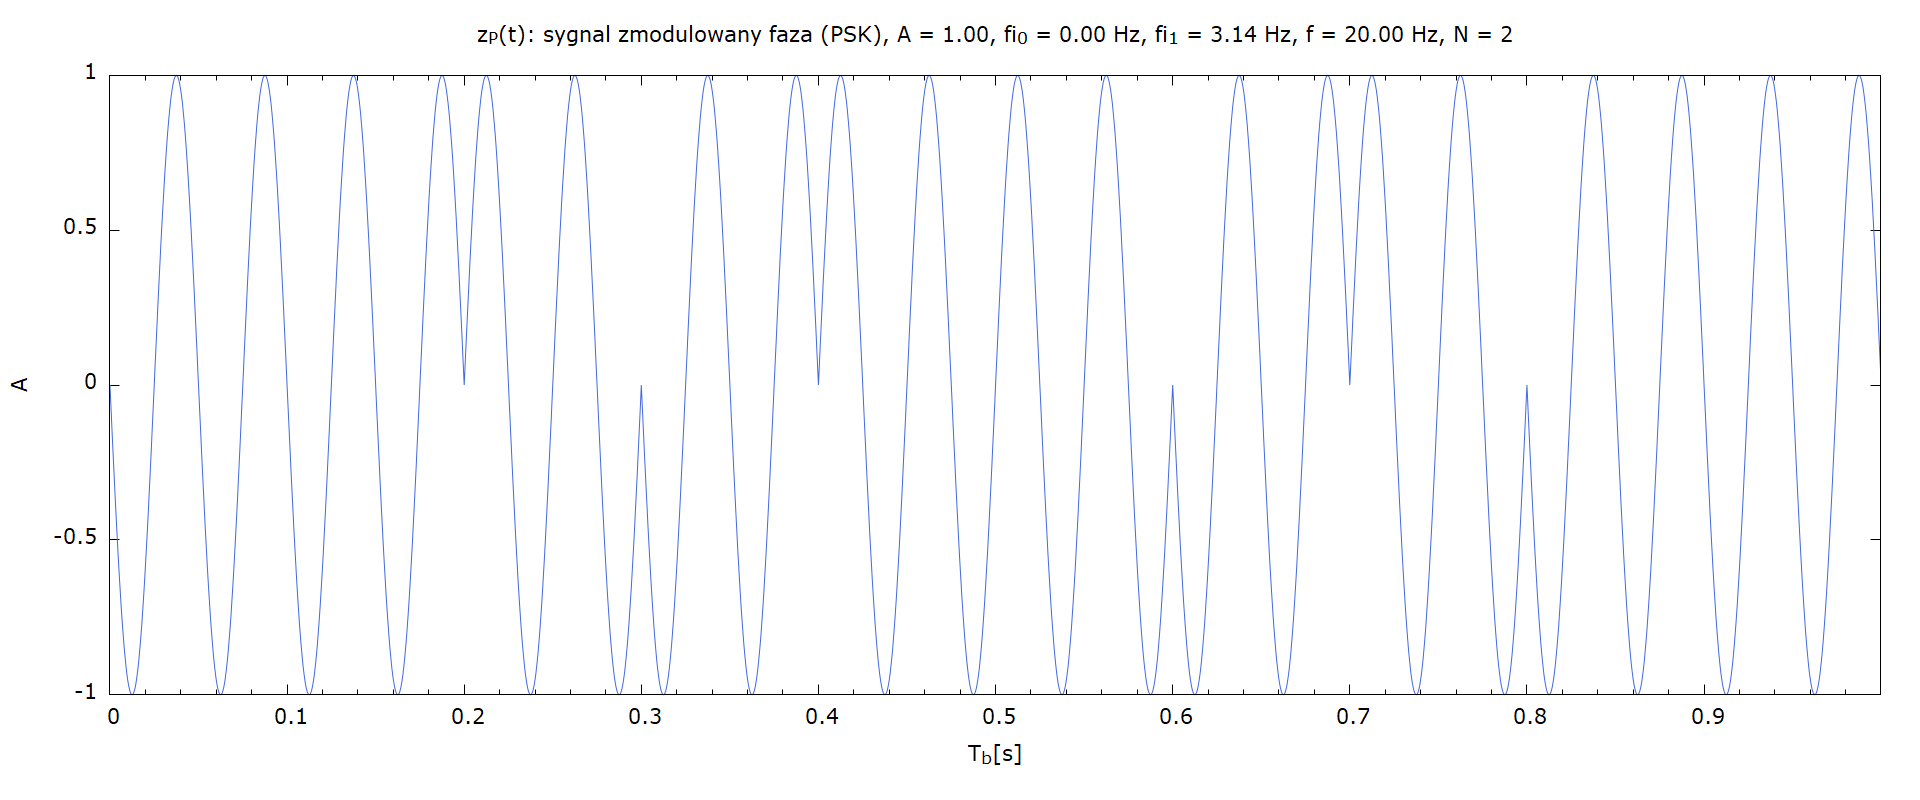 zP(t): sygnal zmodulowany faza (PSK), A = 1.00, fi0 = 0.00 Hz, fi1 = 3.14 Hz, f = 20.00 Hz, N = 2
1
0.5
0
-0.5
-1
A
0 0.1 0.2 0.3 0.4 0.5 0.6 0.7 0.8 0.9
Tb[s]